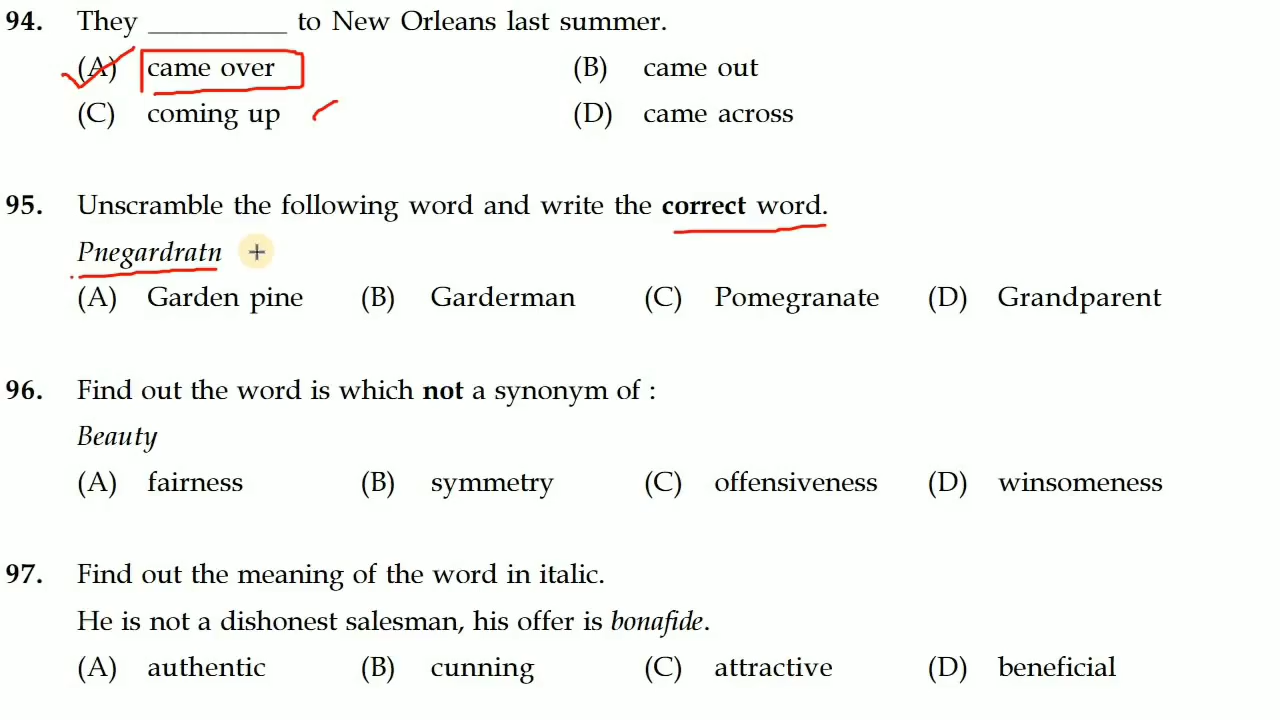 94. They __________ to New Orleans last summer.
(A) came over (B) came out
(C) coming up (D) came across
95. Unscramble the following word and write the correct word.
Pnegardratn
(A) Garden pine (B) Garderman (C) Pomegranate (D) Grandparent
96. Find out the word is which not a synonym of :
Beauty
(A) fairness (B) symmetry (C) offensiveness (D) winsomeness
97. Find out the meaning of the word in italic.
He is not a dishonest salesman, his offer is bonafide.
(A) authentic (B) cunning (C) attractive (D) beneficial